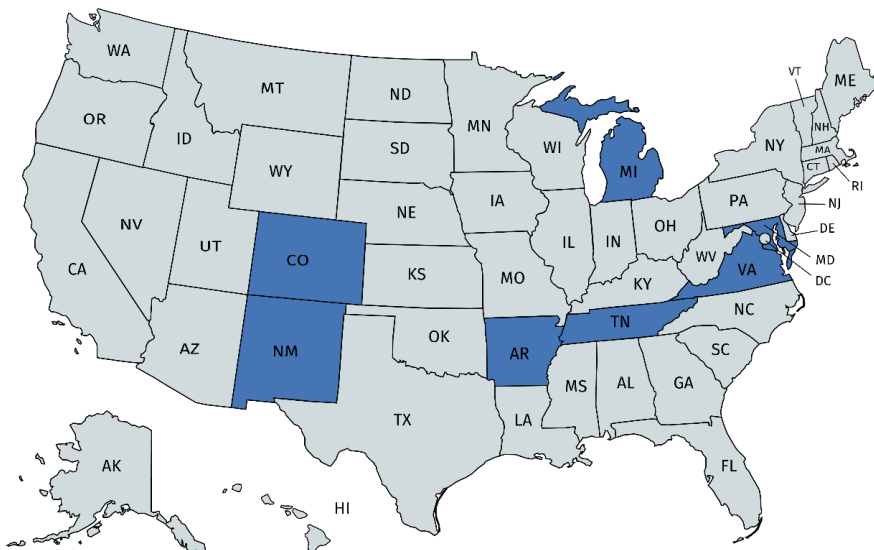 WA
MT
ND
MN
VT
ME
OR
ID
SD
WI
NY
NH
MA
CT
RI
WY
MI
IA
PA
NJ
NE
OH
NV
UT
IL
IN
DE
CO
WV
MD
CA
KS
MO
VA
DC
KY
NC
TN
AZ
NM
OK
AR
SC
MS
AL
GA
TX
LA
AK
FL
HI